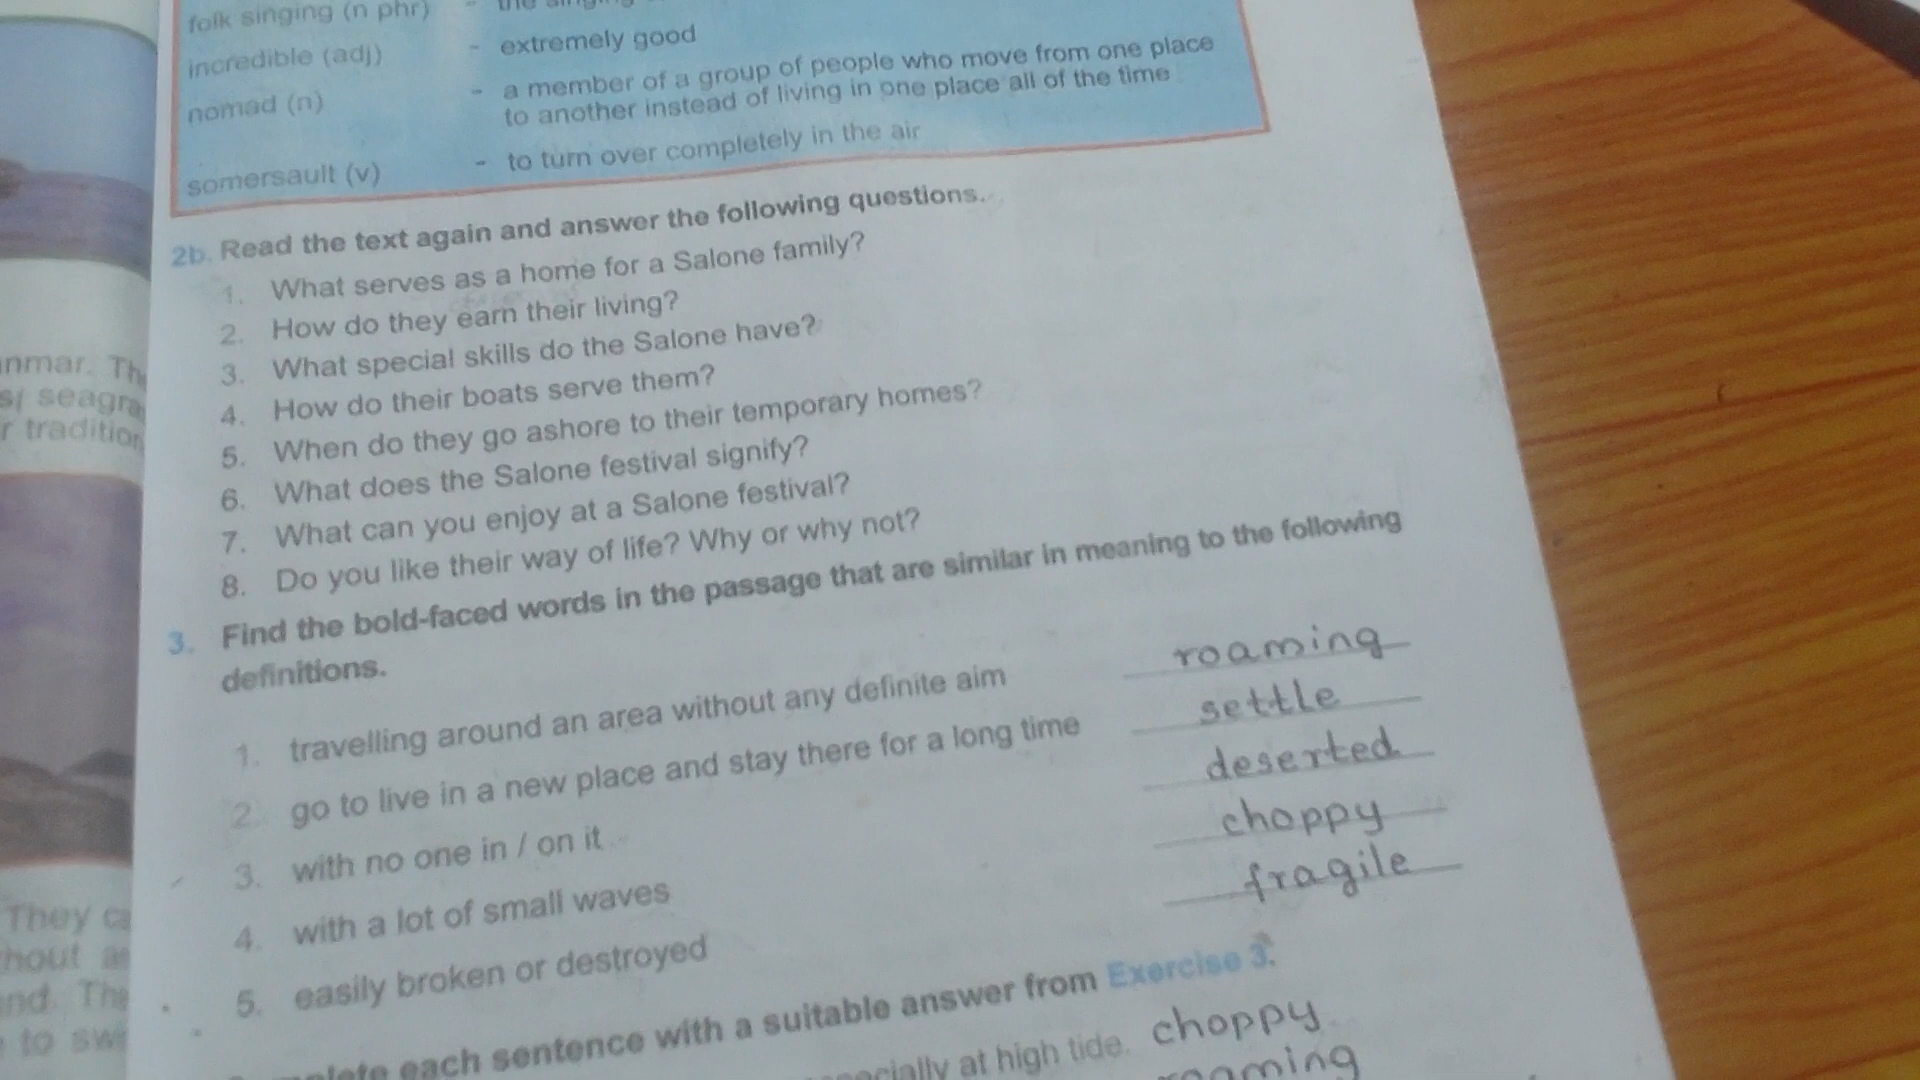 folk singing (n phr) - the singing
incredible (adj) - extremely good
nomad (n) - a member of a group of people who move from one place
to another instead of living in one place all of the time
somersault (v) - to turn over completely in the air
2b. Read the text again and answer the following questions.
1. What serves as a home for a Salone family?
2. How do they earn their living?
3. What special skills do the Salone have?
4. How do their boats serve them?
5. When do they go ashore to their temporary homes?
6. What does the Salone festival signify?
7. What can you enjoy at a Salone festival?
8. Do you like their way of life? Why or why not?
3. Find the bold-faced words in the passage that are similar in meaning to the following
definitions.
1. travelling around an area without any definite aim roaming
2. go to live in a new place and stay there for a long time settle
3. with no one in / on it deserted
4. with a lot of small waves choppy
5. easily broken or destroyed fragile
each sentence with a suitable answer from Exercise 3.
at high tide. choppy
roaming